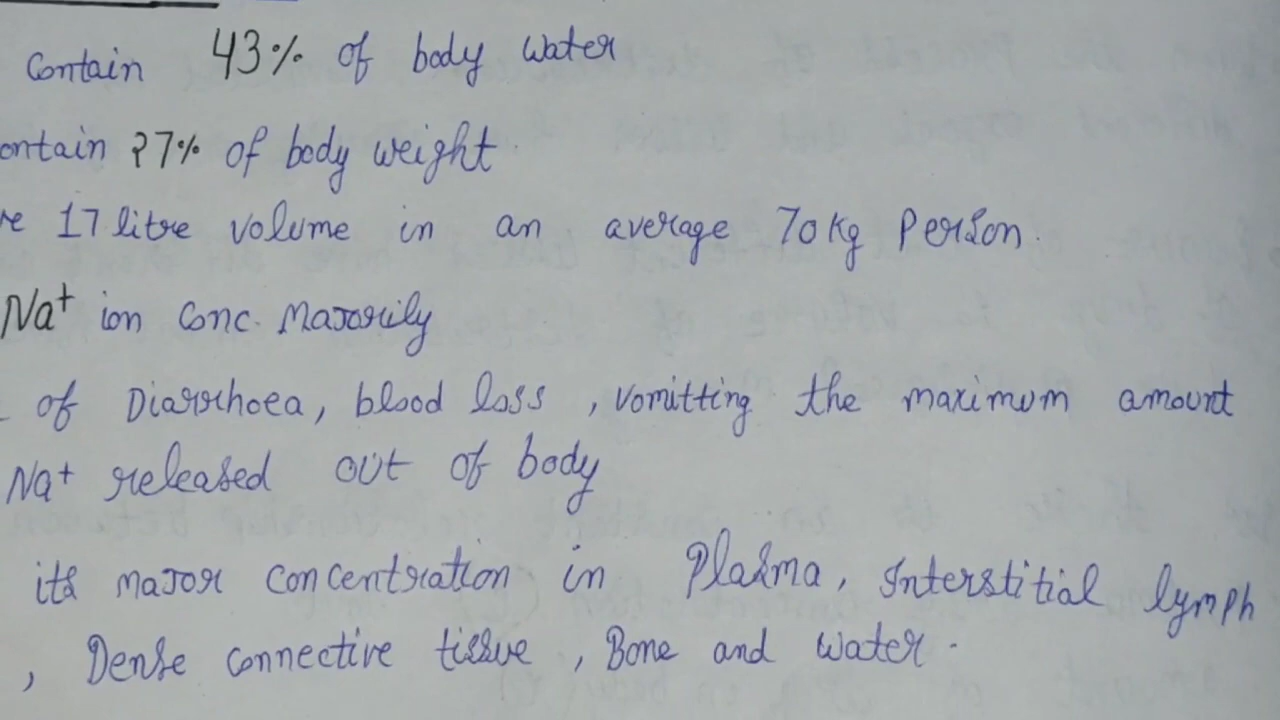 Contain 43% of body water
ontain 27% of body weight
re 17 litre volume in an average 70kg Person.
Na+ ion Conc. Majorily
of Diarrhoea, blood loss , vomitting the maximum amount
Na+ released out of body
its major concentration in Plasma, Interstitial lymph
, Dense connective tissue , Bone and water.